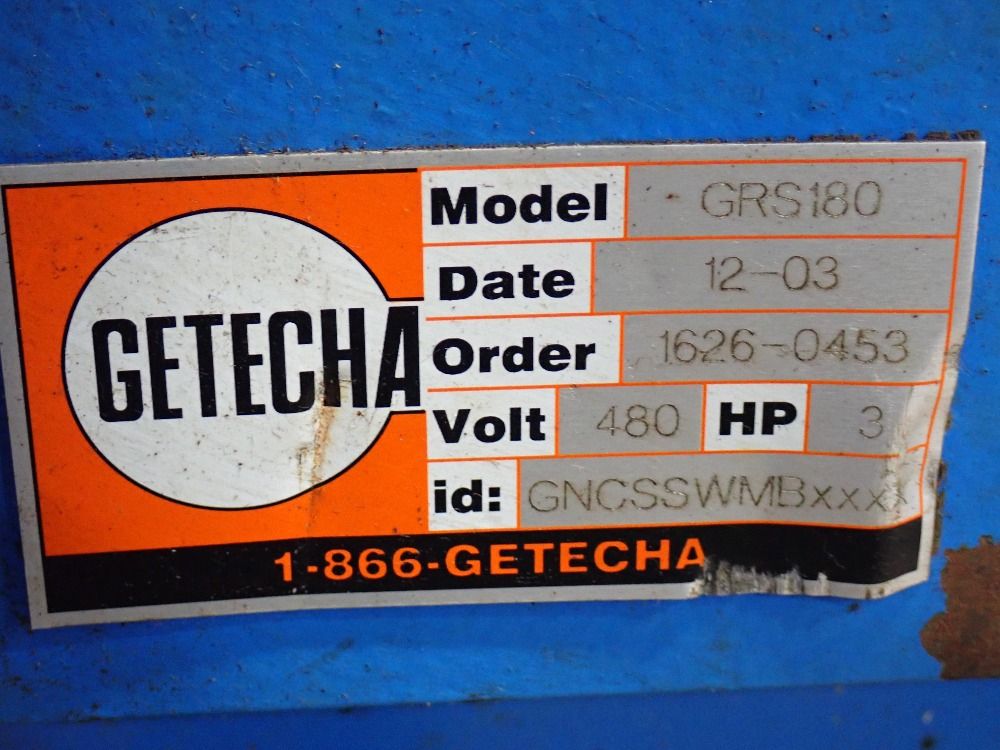 GETECHA
Model GRS180
Date 12-03
Order 1626-0453
Volt 480 HP 3
id: GNCSSWMBxxxx
1-866-GETECHA